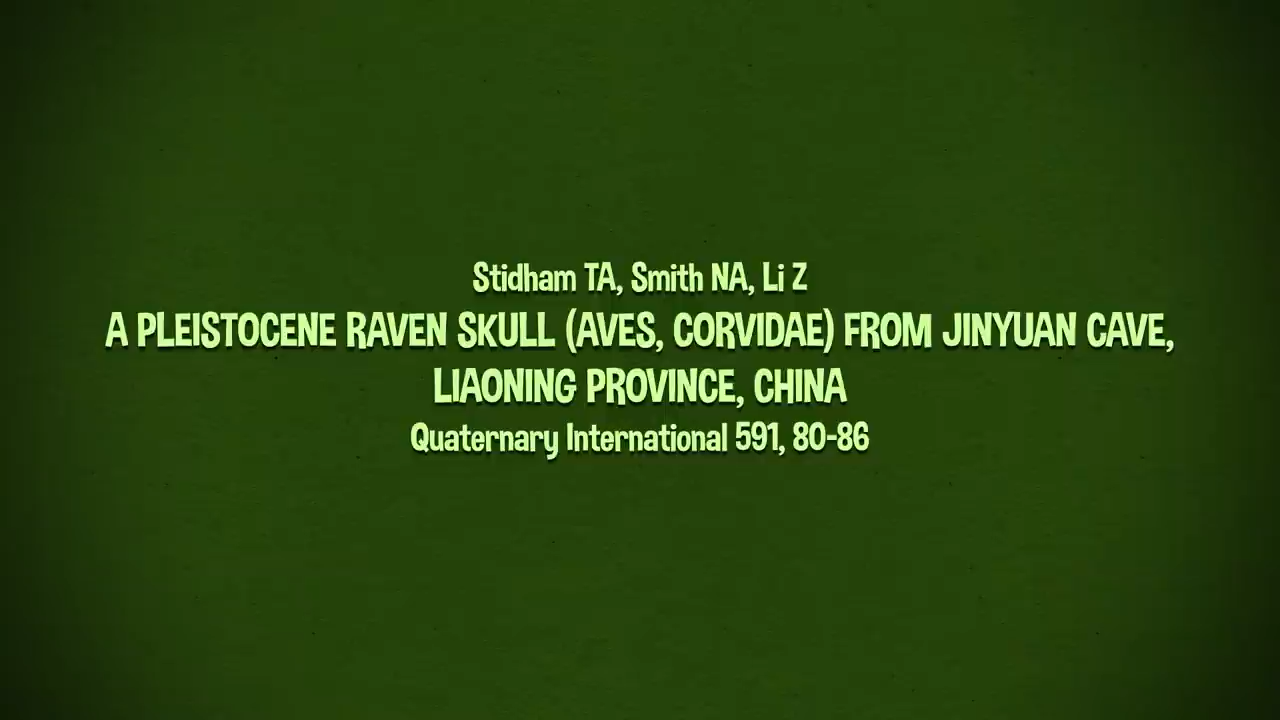 Stidham TA, Smith NA, Li Z
A PLEISTOCENE RAVEN SKULL (AVES, CORVIDAE) FROM JINYUAN CAVE,
LIAONING PROVINCE, CHINA
Quaternary International 591, 80-86